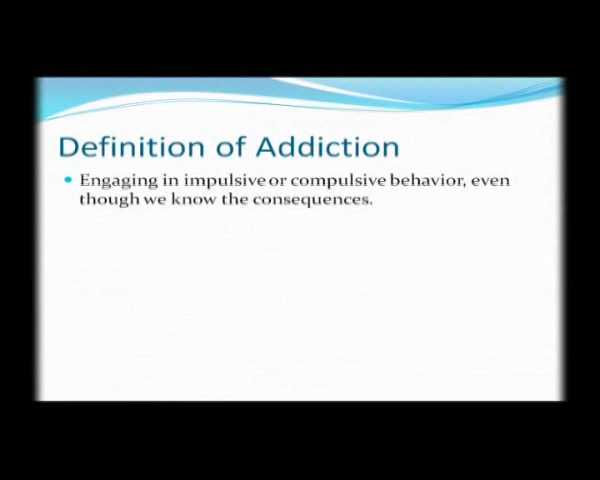 Definition of Addiction
Engaging in impulsive or compulsive behavior, even
though we know the consequences.